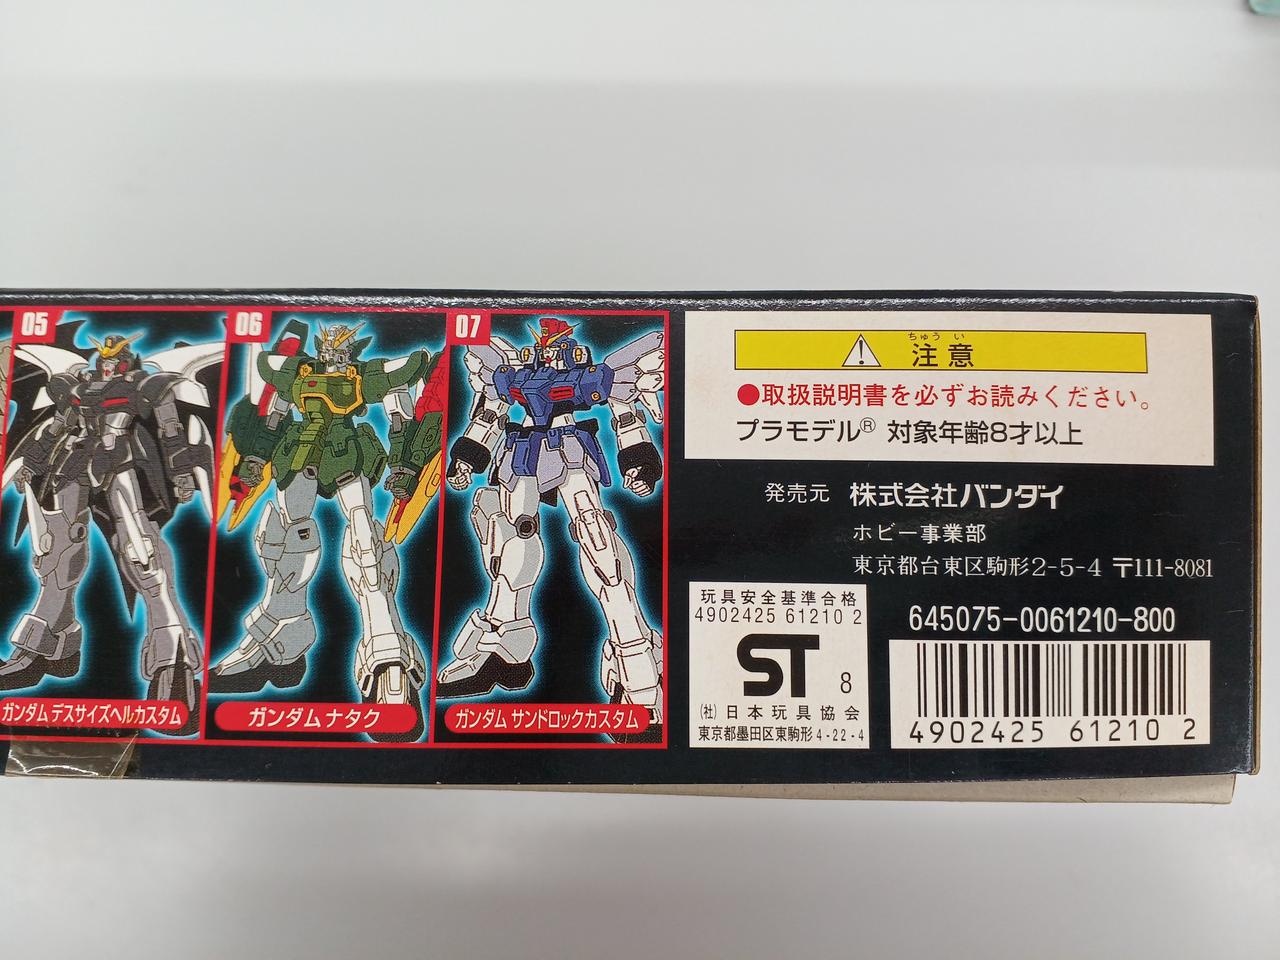 05
ガンダム デスサイズヘルカスタム
06
ガンダム ナタク
07
ガンダム サンドロックカスタム
ちゅう い
注意
●取扱説明書を必ずお読みください。
プラモデル® 対象年齢8才以上
発売元 株式会社バンダイ
ホビー事業部
東京都台東区駒形2-5-4 〒111-8081
玩具安全基準合格
4902425 61210 2
ST 8
(社)日本玩具協会
東京都墨田区東駒形4-22-4
645075-0061210-800
4902425 61210 2